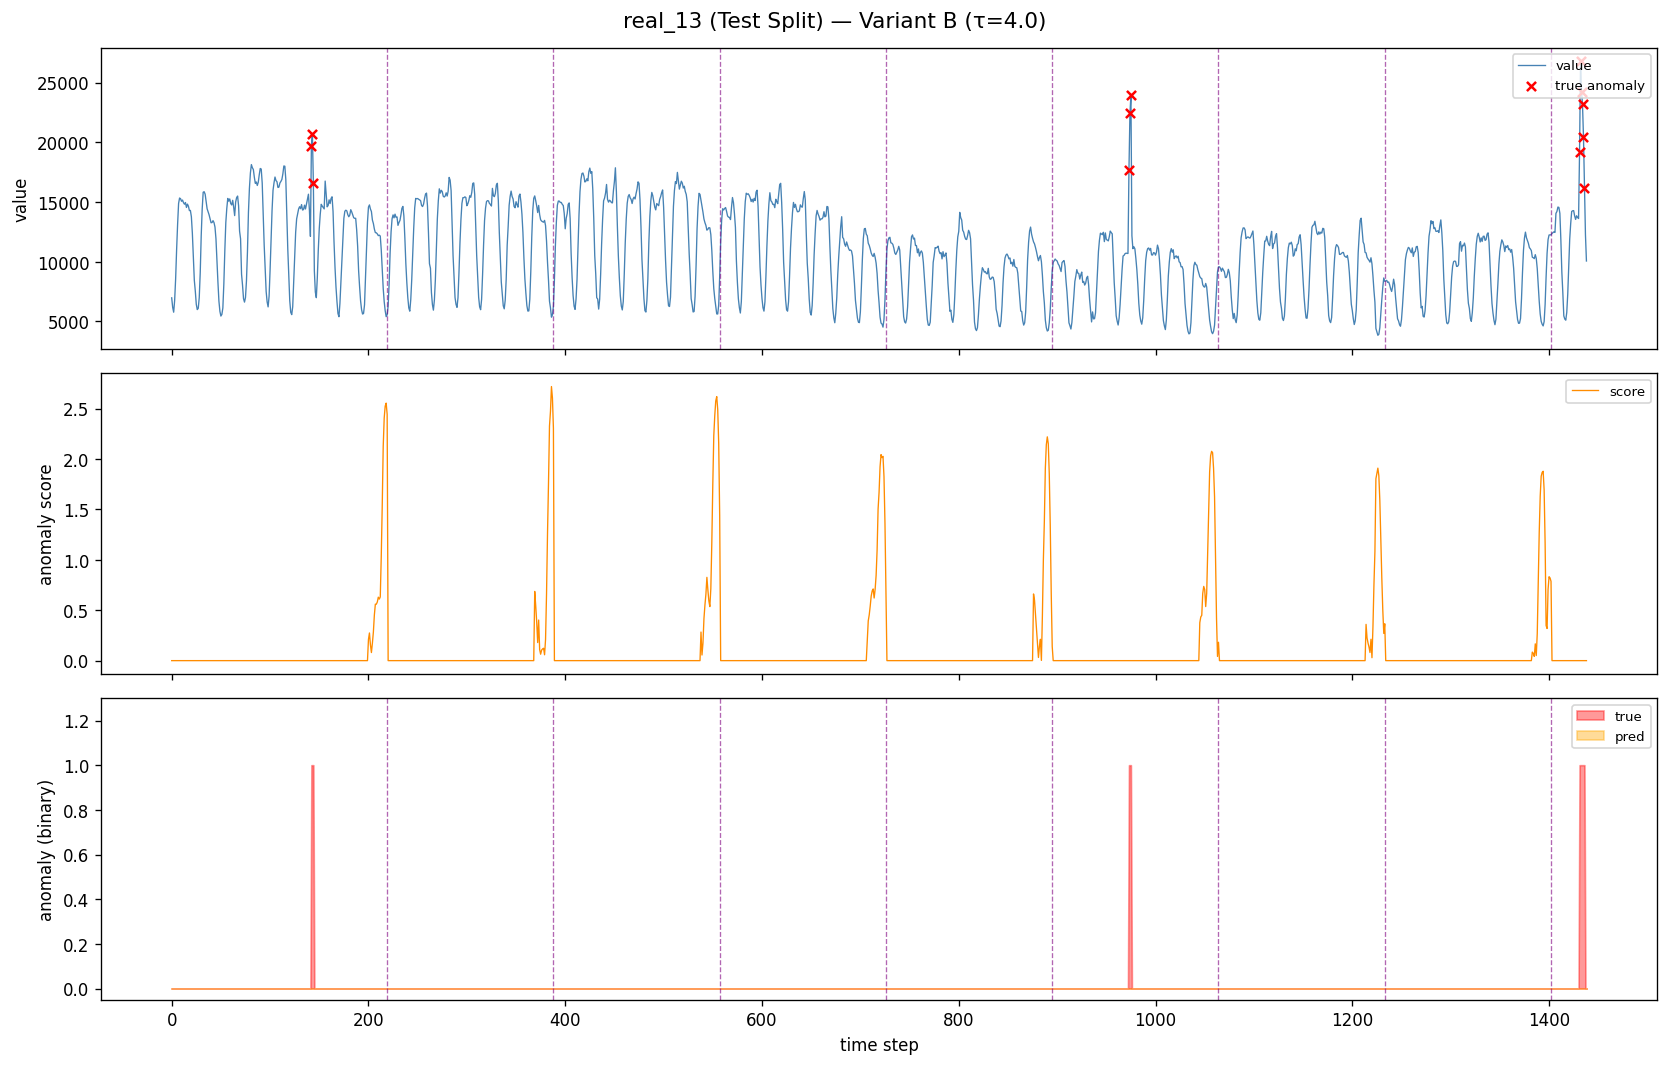 real_13 (Test Split) — Variant B (τ=4.0)
value
25000
20000
15000
10000
5000
value
true anomaly
anomaly score
2.5
2.0
1.5
1.0
0.5
0.0
score
anomaly (binary)
1.2
1.0
0.8
0.6
0.4
0.2
0.0
true
pred
0 200 400 600 800 1000 1200 1400
time step